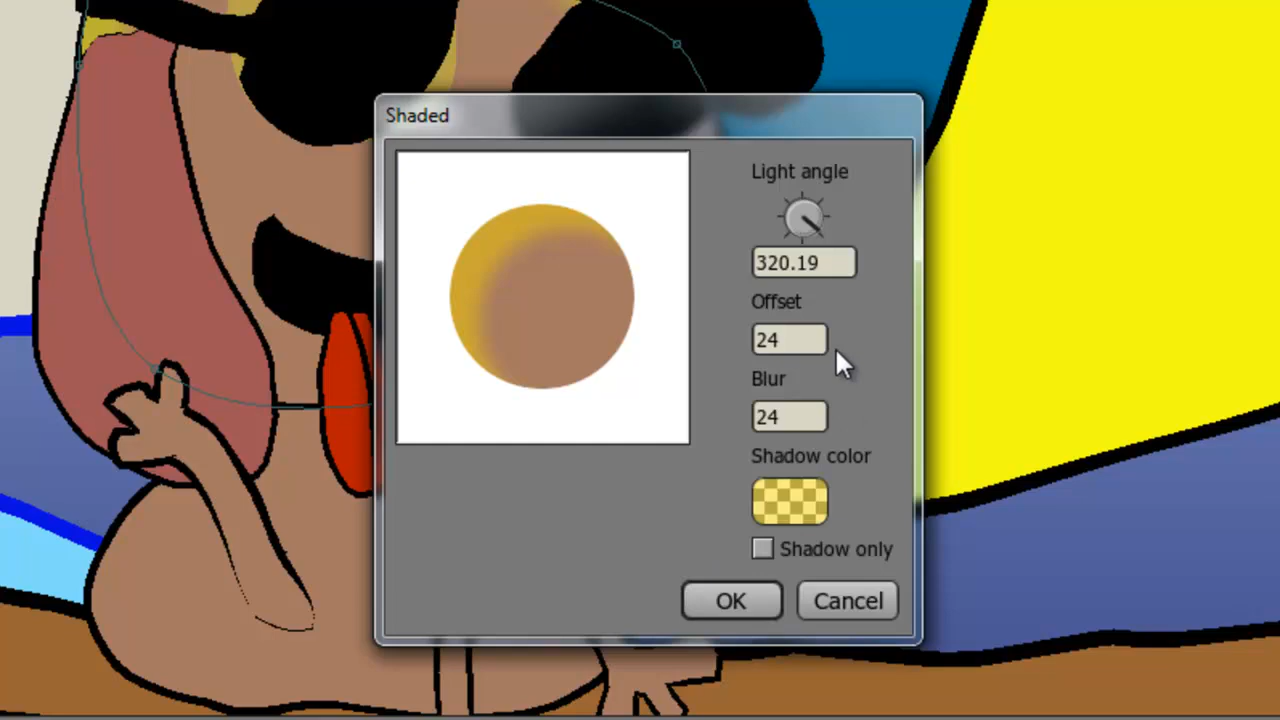 Shaded
Light angle
320.19
Offset
24
Blur
24
Shadow color
Shadow only
OK
Cancel